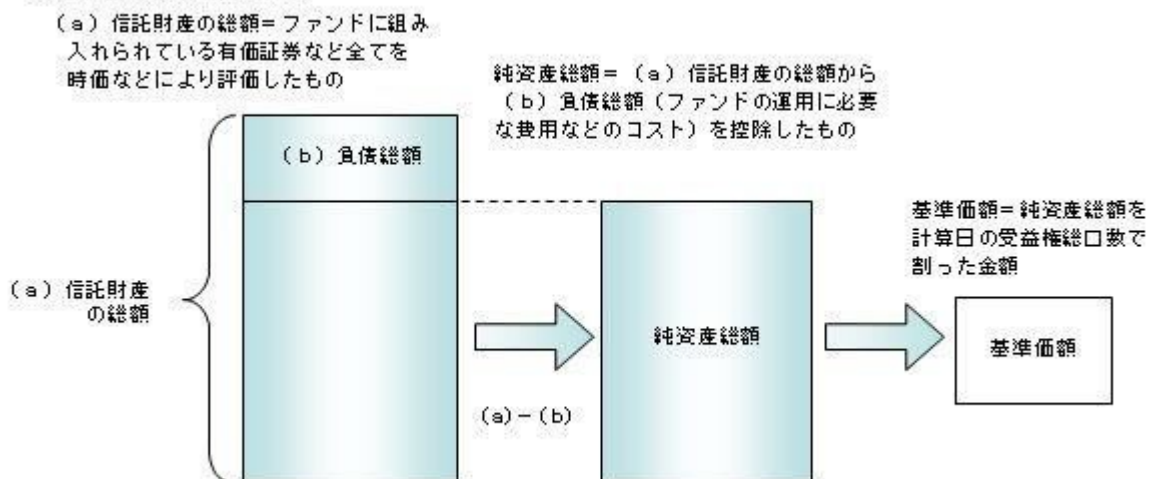 (a)信託財産の総額=ファンドに組み
入れられている有価証券など全てを
時価などにより評価したもの
純資産総額=(a)信託財産の総額から
(b)負債総額(ファンドの運用に必要
な費用などのコスト)を控除したもの
(b)負債総額
基準価額=純資産総額を
計算日の受益権総口数で
割った金額
(a)信託財産
の総額
純資産総額
基準価額
(a)-(b)